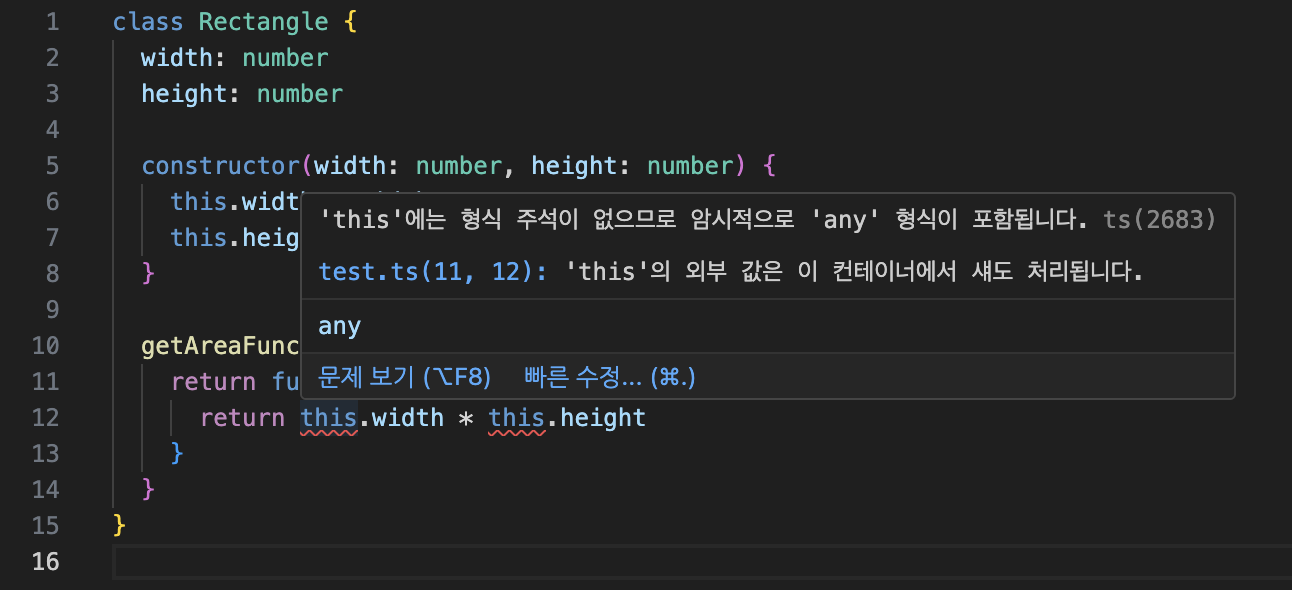 1 class Rectangle {
2 width: number
3 height: number
4
5 constructor(width: number, height: number) {
6 this.widt
'this'에는 형식 주석이 없으므로 암시적으로 'any' 형식이 포함됩니다. ts(2683)
7 this.heig
test.ts(11, 12): 'this'의 외부 값은 이 컨테이너에서 섀도 처리됩니다.
8 }
9
any
10 getAreaFunc
11 return fu
문제 보기 (⌥F8) 빠른 수정... (⌘.)
12 return this.width * this.height
13 }
14 }
15 }
16